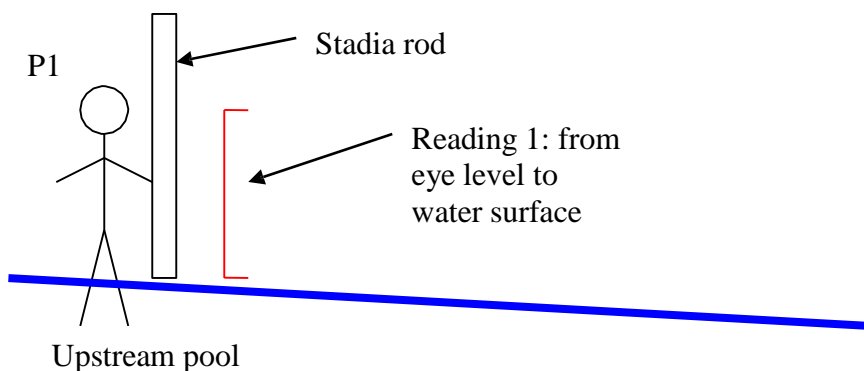 Stadia rod
P1
Reading 1: from
eye level to
water surface
Upstream pool